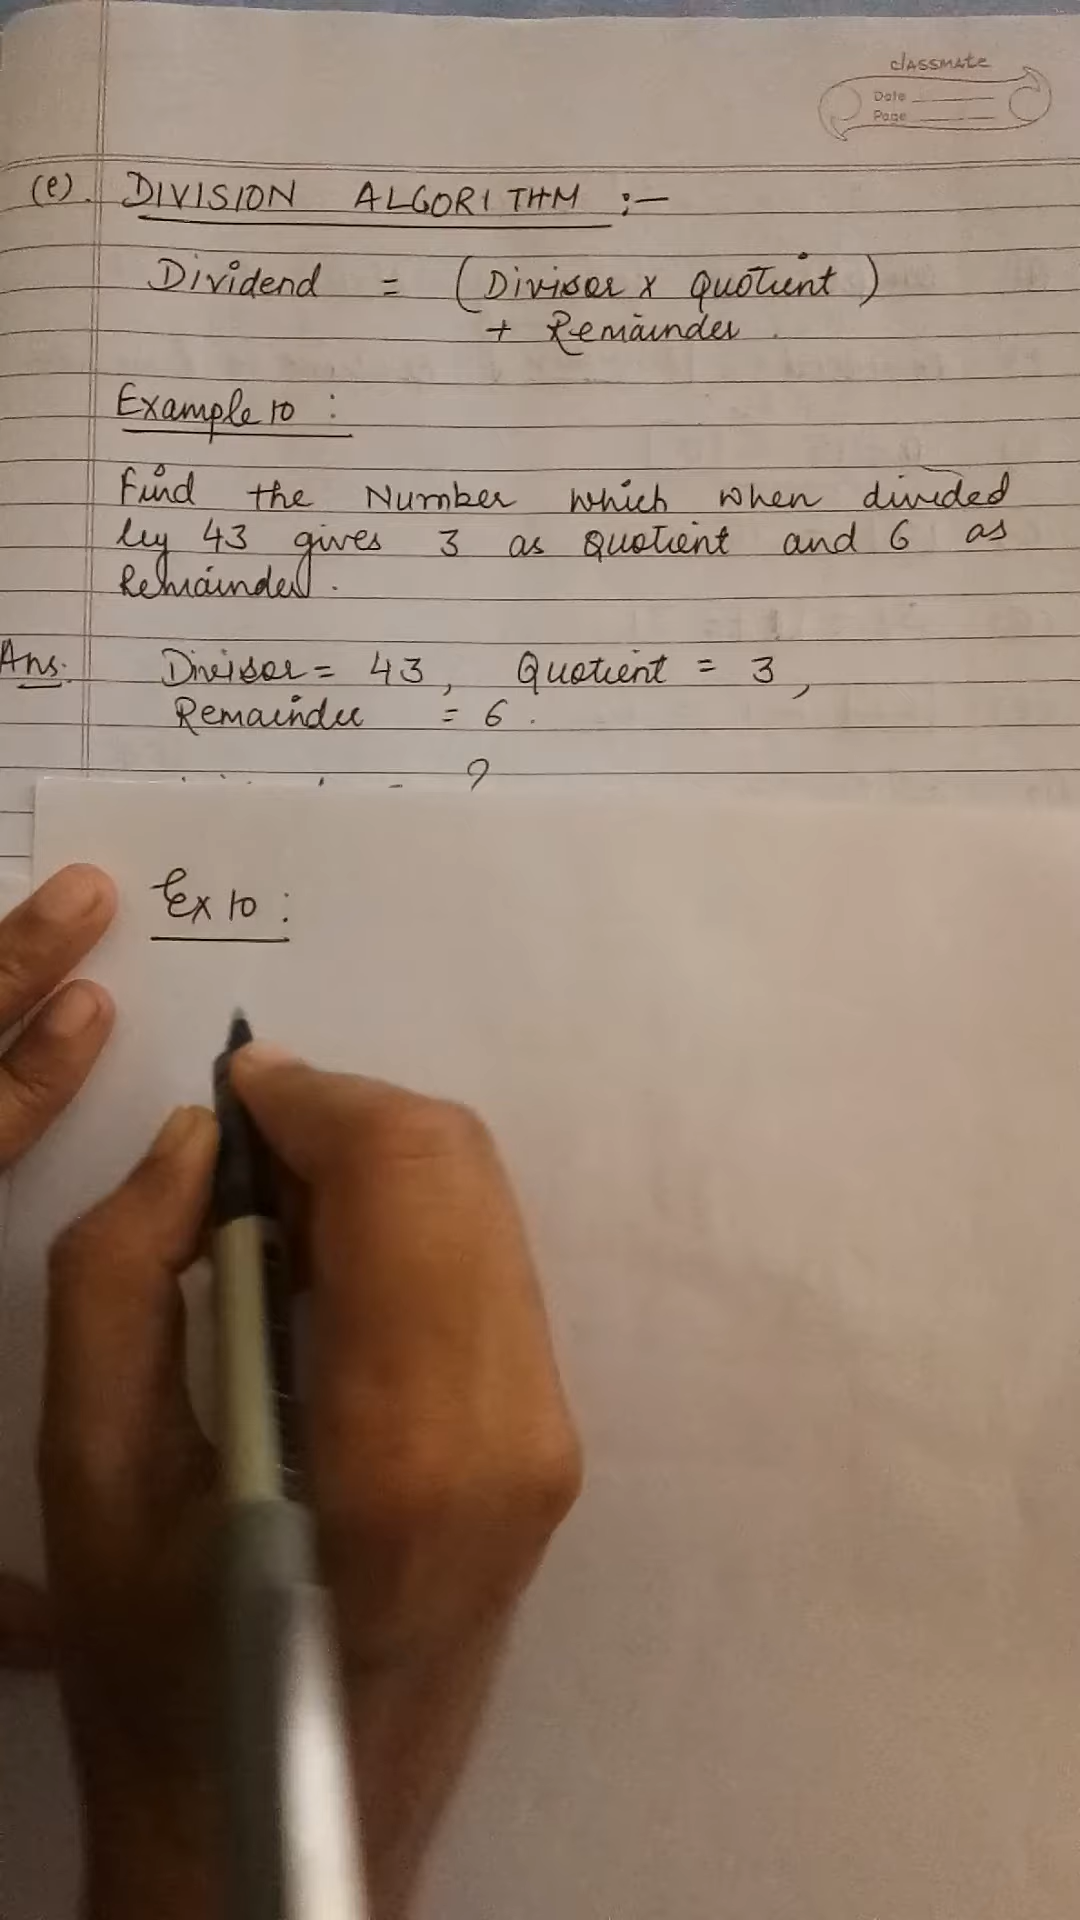 classmate
Date
Page
(e). DIVISION ALGORITHM :-
Dividend = (Divisor x Quotient)
+ Remainder.
Example 10 :
Find the Number which when divided
by 43 gives 3 as Quotient and 6 as
Remainder.
Ans. Divisor = 43, Quotient = 3,
Remainder = 6.
?
Ex 10 :